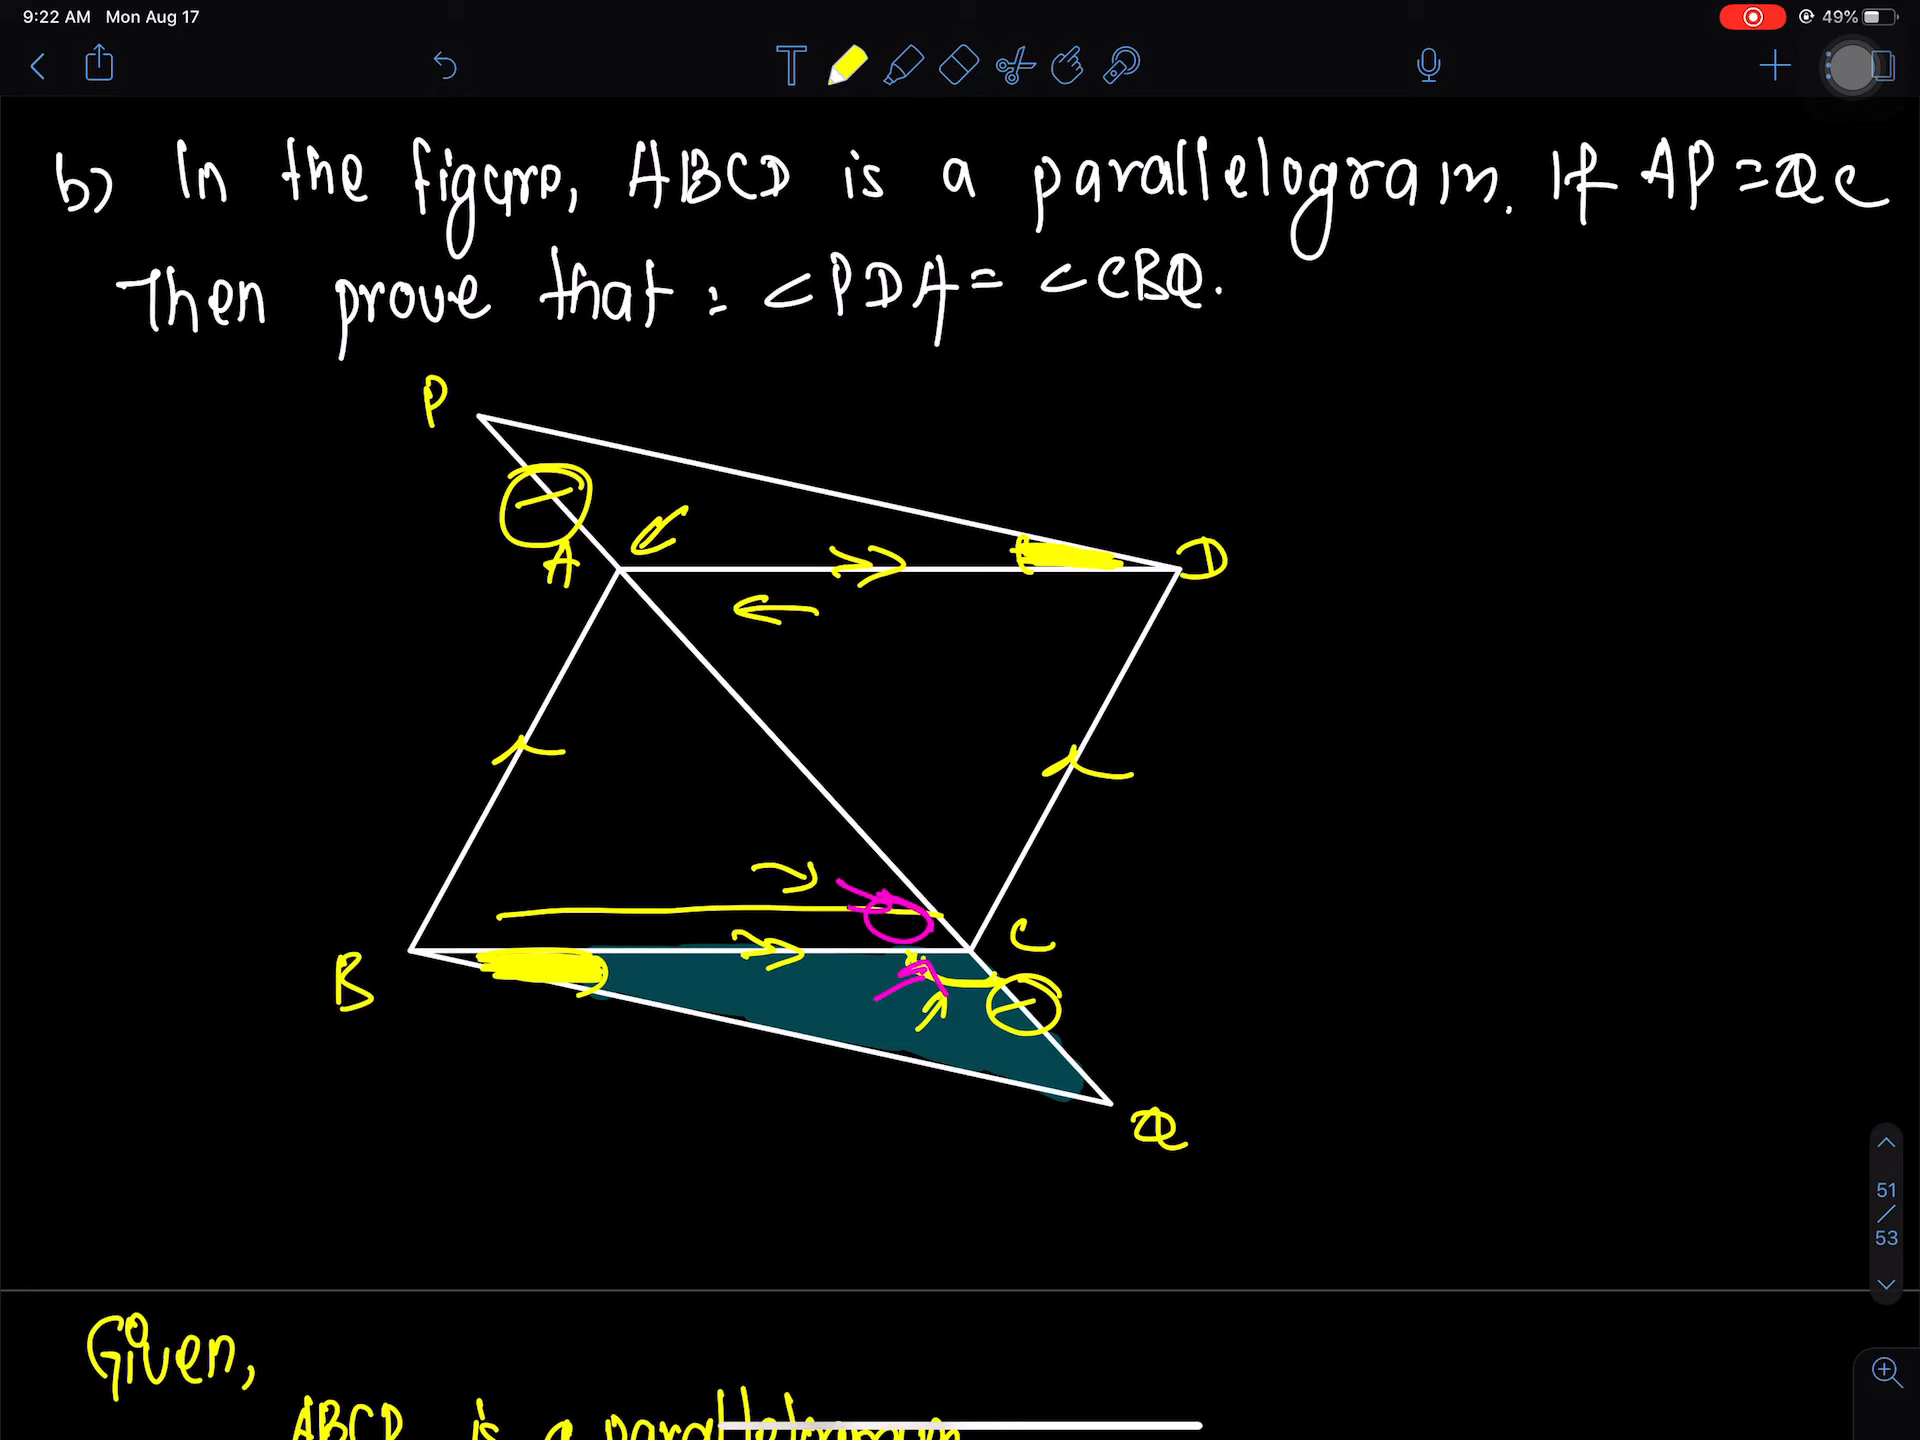 9:22 AM Mon Aug 17
49%
b) In the figure, ABCD is a parallelogram. If AP = QC
Then prove that : <PDA = <CBQ.
P
A
D
B
C
Q
51
/
53
Given,
ABCD is a parallelogram